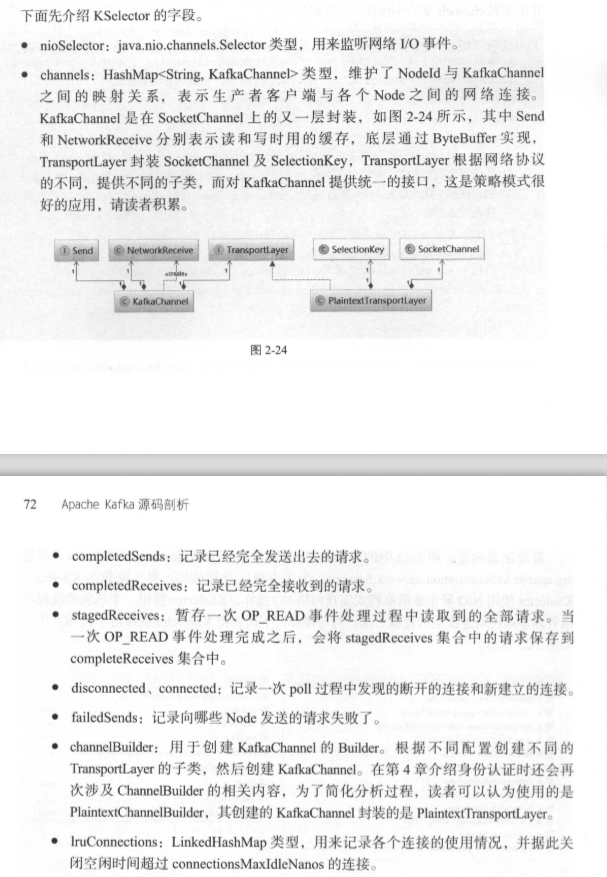 下面先介绍 KSelector 的字段。
● nioSelector：java.nio.channels.Selector 类型，用来监听网络 I/O 事件。
● channels：HashMap<String, KafkaChannel> 类型，维护了 NodeId 与 KafkaChannel
之间的映射关系，表示生产者客户端与各个 Node 之间的网络连接。
KafkaChannel 是在 SocketChannel 上的又一层封装，如图 2-24 所示，其中 Send
和 NetworkReceive 分别表示读和写时用的缓存，底层通过 ByteBuffer 实现，
TransportLayer 封装 SocketChannel 及 SelectionKey，TransportLayer 根据网络协议
的不同，提供不同的子类，而对 KafkaChannel 提供统一的接口，这是策略模式很
好的应用，请读者积累。
I Send C NetworkReceive I TransportLayer C SelectionKey C SocketChannel
1 1 «create» 1 1 1
1 1 1 1 1
C KafkaChannel C PlaintextTransportLayer
图 2-24
72 Apache Kafka 源码剖析
● completedSends：记录已经完全发送出去的请求。
● completedReceives：记录已经完全接收到的请求。
● stagedReceives：暂存一次 OP_READ 事件处理过程中读取到的全部请求。当
一次 OP_READ 事件处理完成之后，会将 stagedReceives 集合中的请求保存到
completeReceives 集合中。
● disconnected、connected：记录一次 poll 过程中发现的断开的连接和新建立的连接。
● failedSends：记录向哪些 Node 发送的请求失败了。
● channelBuilder：用于创建 KafkaChannel 的 Builder。根据不同配置创建不同的
TransportLayer 的子类，然后创建 KafkaChannel。在第 4 章介绍身份认证时还会再
次涉及 ChannelBuilder 的相关内容，为了简化分析过程，读者可以认为使用的是
PlaintextChannelBuilder，其创建的 KafkaChannel 封装的是 PlaintextTransportLayer。
● lruConnections：LinkedHashMap 类型，用来记录各个连接的使用情况，并据此关
闭空闲时间超过 connectionsMaxIdleNanos 的连接。